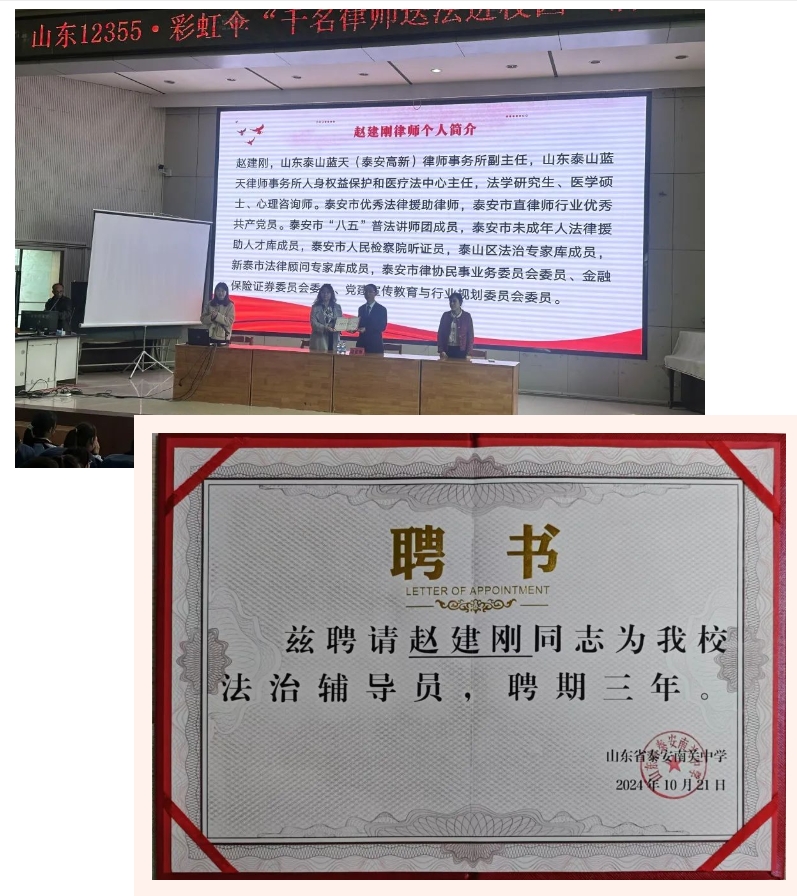 山东12355·彩虹伞“千名律师送法进校园”
赵建刚律师个人简介
赵建刚，山东泰山蓝天（泰安高新）律师事务所副主任，山东泰山蓝
天律师事务所人身权益保护和医疗法中心主任，法学研究生、医学硕
士、心理咨询师。泰安市优秀法律援助律师，泰安市直律师行业优秀
共产党员。泰安市“八五”普法讲师团成员，泰安市未成年人法律援
助人才库成员，泰安市人民检察院听证员，泰山区法治专家库成员，
新泰市法律顾问专家库成员，泰安市律协民事业务委员会委员、金融
保险证券委员会委员、党建宣传教育与行业规划委员会委员。
聘 书
LETTER OF APPOINTMENT
兹聘请赵建刚同志为我校
法治辅导员，聘期三年。
山东省泰安南关中学
2024年10月21日